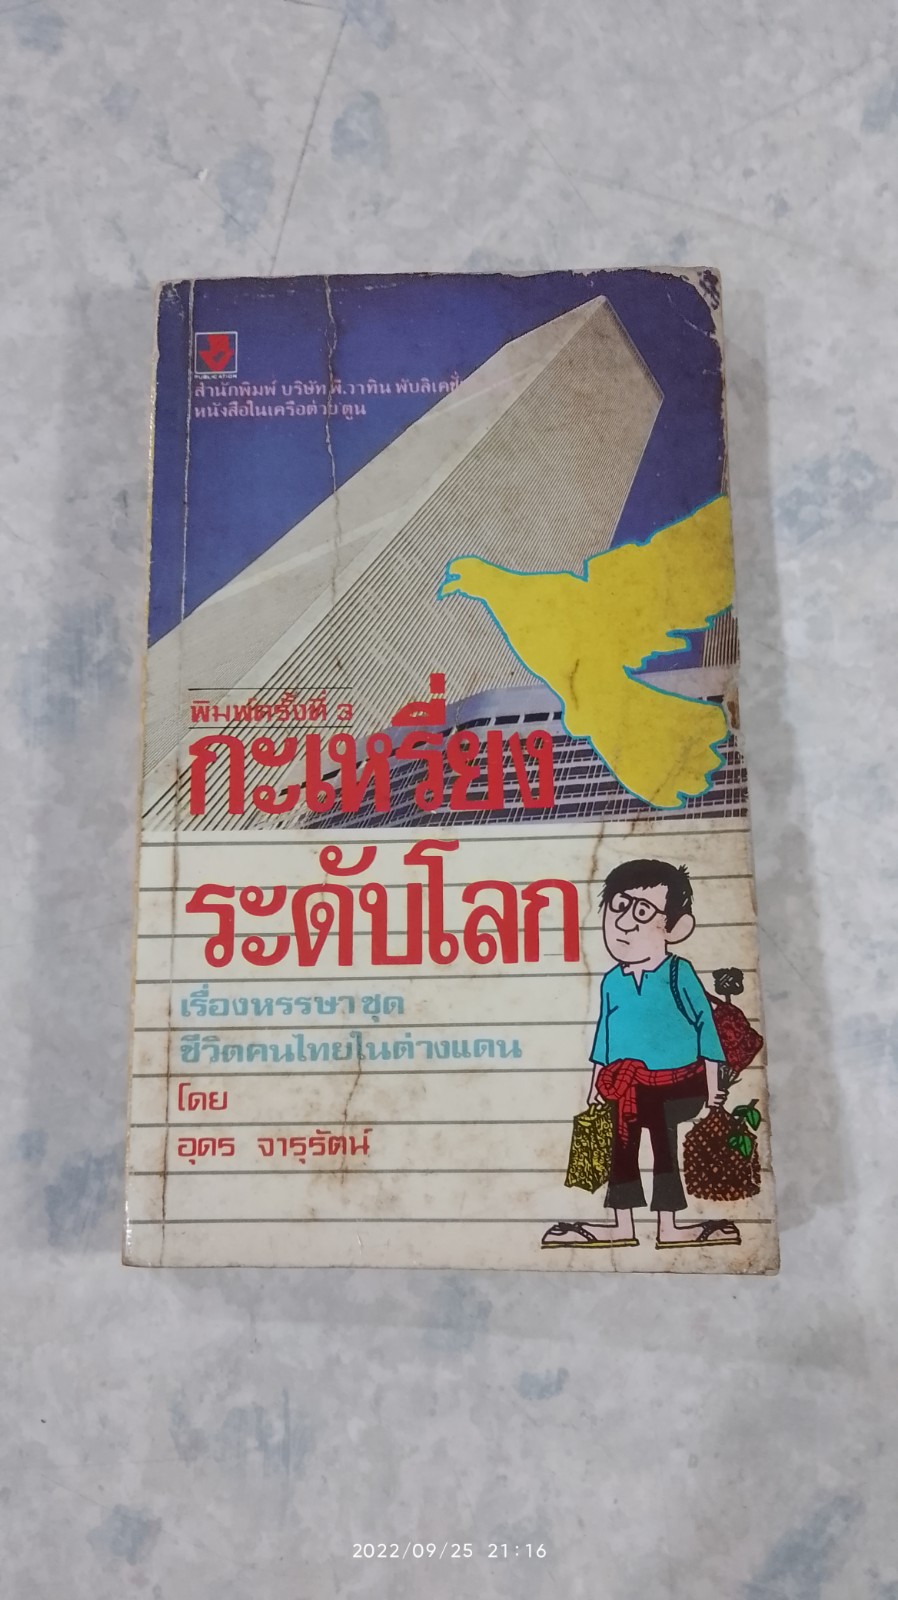 PUBLICATION
สำนักพิมพ์ บริษัท พี.วาทิน พับลิเคชั่น
หนังสือในเครือต่วย'ตูน
พิมพ์ครั้งที่ 3
กะเหรี่ยง
ระดับโลก
เรื่องหรรษาชุด
ชีวิตคนไทยในต่างแดน
โดย
อุดร จารุรัตน์
2022/09/25 21:16